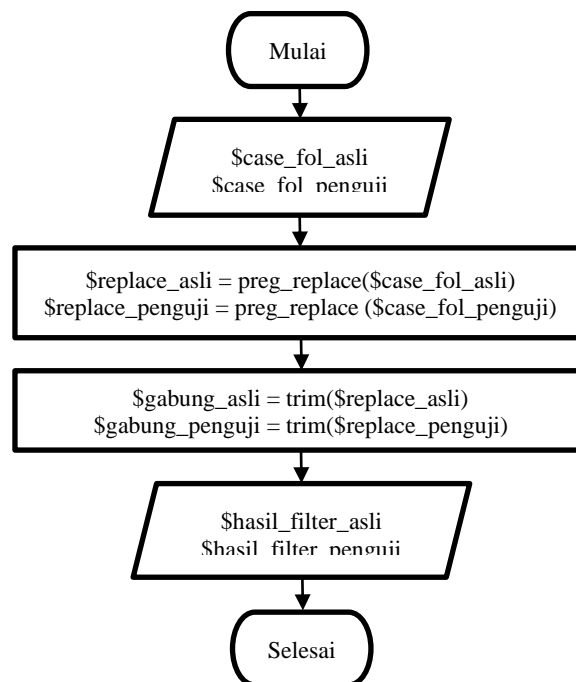 Mulai
$case_fol_asli
$case_fol_penguji
$replace_asli = preg_replace($case_fol_asli)
$replace_penguji = preg_replace ($case_fol_penguji)
$gabung_asli = trim($replace_asli)
$gabung_penguji = trim($replace_penguji)
$hasil_filter_asli
$hasil_filter_penguji
Selesai